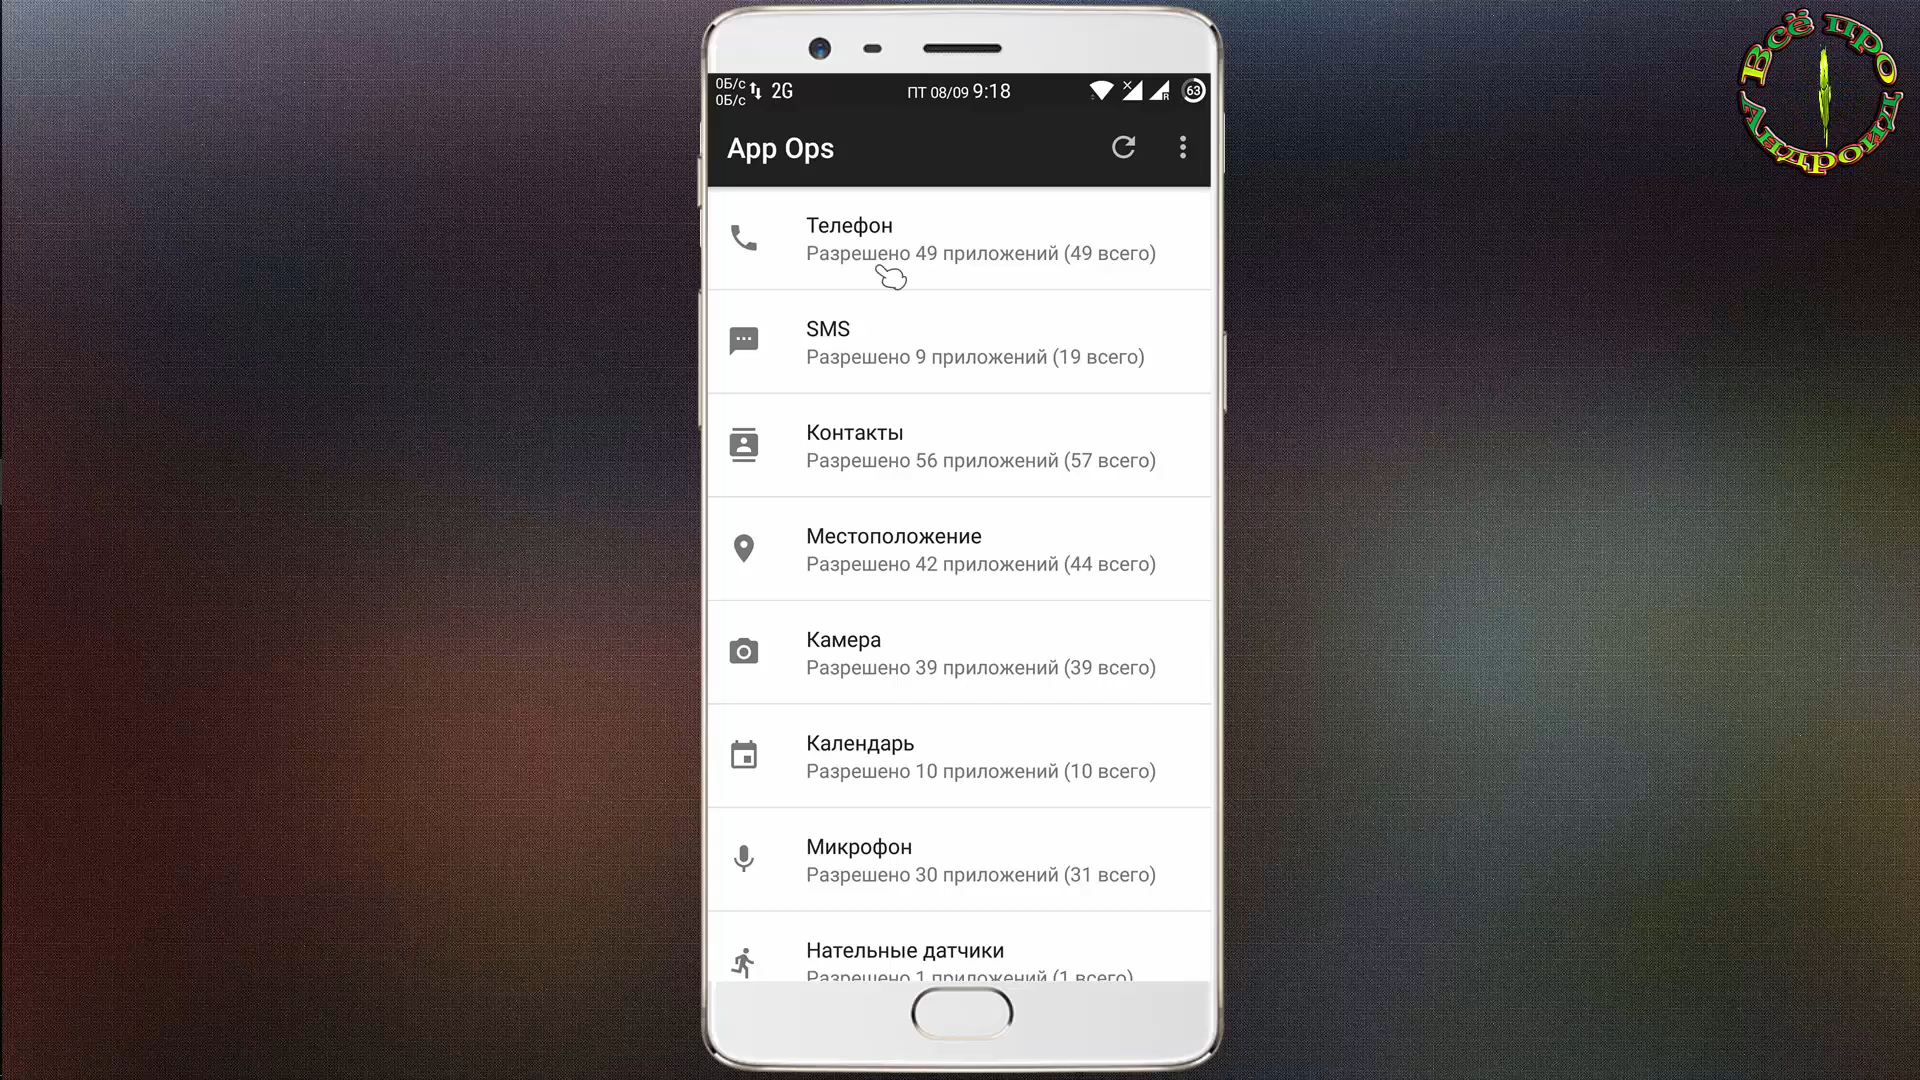 Всё про
Андроид
0Б/с
0Б/с
2G
ПТ 08/09 9:18
R
63
App Ops
Телефон
Разрешено 49 приложений (49 всего)
SMS
Разрешено 9 приложений (19 всего)
Контакты
Разрешено 56 приложений (57 всего)
Местоположение
Разрешено 42 приложений (44 всего)
Камера
Разрешено 39 приложений (39 всего)
Календарь
Разрешено 10 приложений (10 всего)
Микрофон
Разрешено 30 приложений (31 всего)
Нательные датчики
Разрешено 1 приложений (1 всего)